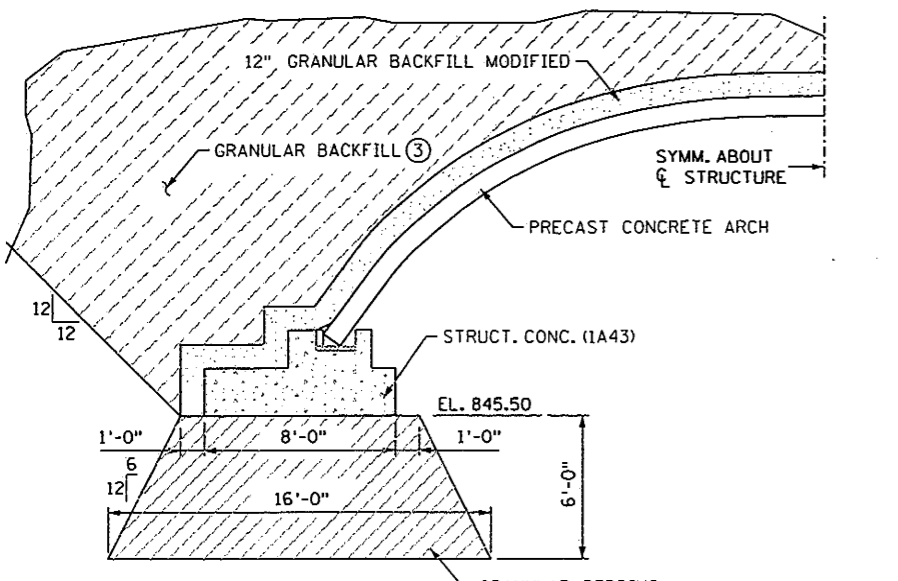 12" GRANULAR BACKFILL MODIFIED
GRANULAR BACKFILL ③
SYMM. ABOUT
℄ STRUCTURE
PRECAST CONCRETE ARCH
12
12
STRUCT. CONC. (1A43)
EL. 845.50
1'-0"
8'-0"
1'-0"
6
12
16'-0"
6'-0"